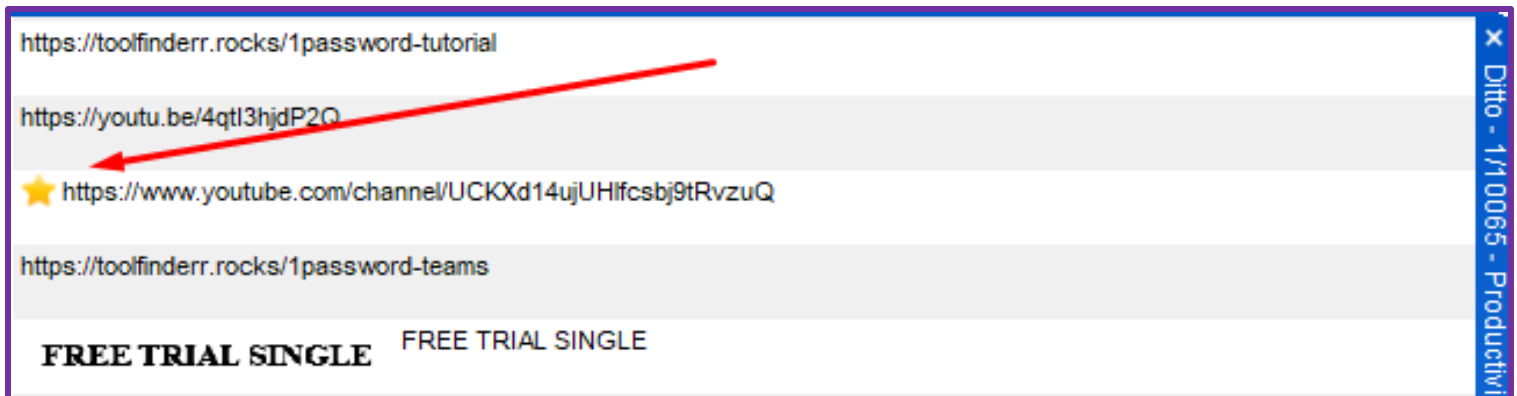 https://toolfinderr.rocks/1password-tutorial
https://youtu.be/4qtI3hjdP2Q
https://www.youtube.com/channel/UCKXd14ujUHlfcsbj9tRvzuQ
https://toolfinderr.rocks/1password-teams
FREE TRIAL SINGLE FREE TRIAL SINGLE
× Ditto - 1/10065 - Productivi